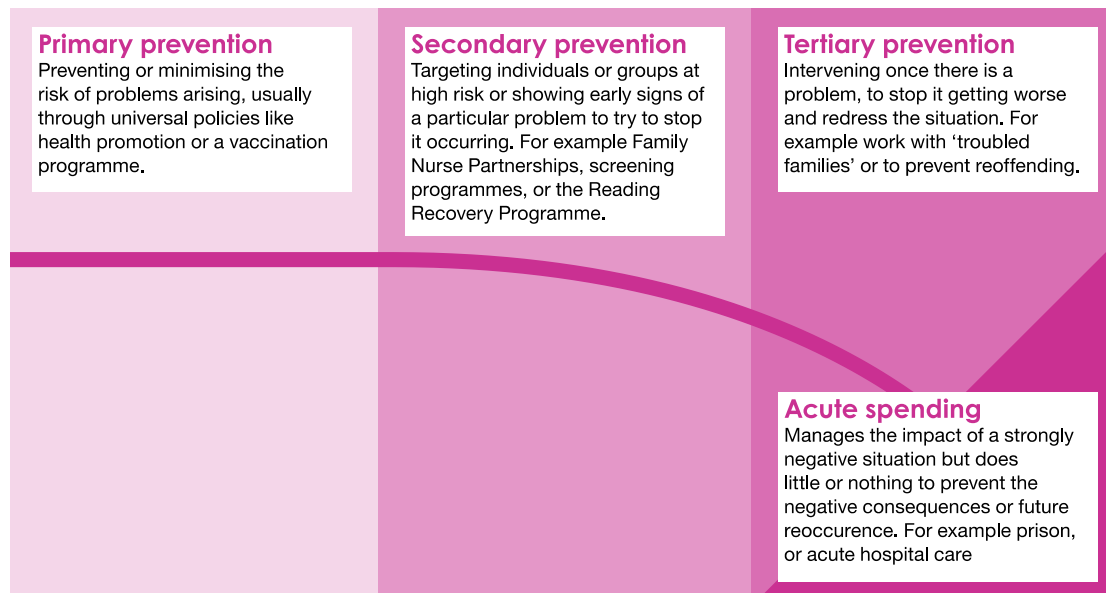 Primary prevention
Preventing or minimising the
risk of problems arising, usually
through universal policies like
health promotion or a vaccination
programme.
Secondary prevention
Targeting individuals or groups at
high risk or showing early signs of
a particular problem to try to stop
it occurring. For example Family
Nurse Partnerships, screening
programmes, or the Reading
Recovery Programme.
Tertiary prevention
Intervening once there is a
problem, to stop it getting worse
and redress the situation. For
example work with ‘troubled
families’ or to prevent reoffending.
Acute spending
Manages the impact of a strongly
negative situation but does
little or nothing to prevent the
negative consequences or future
reoccurence. For example prison,
or acute hospital care